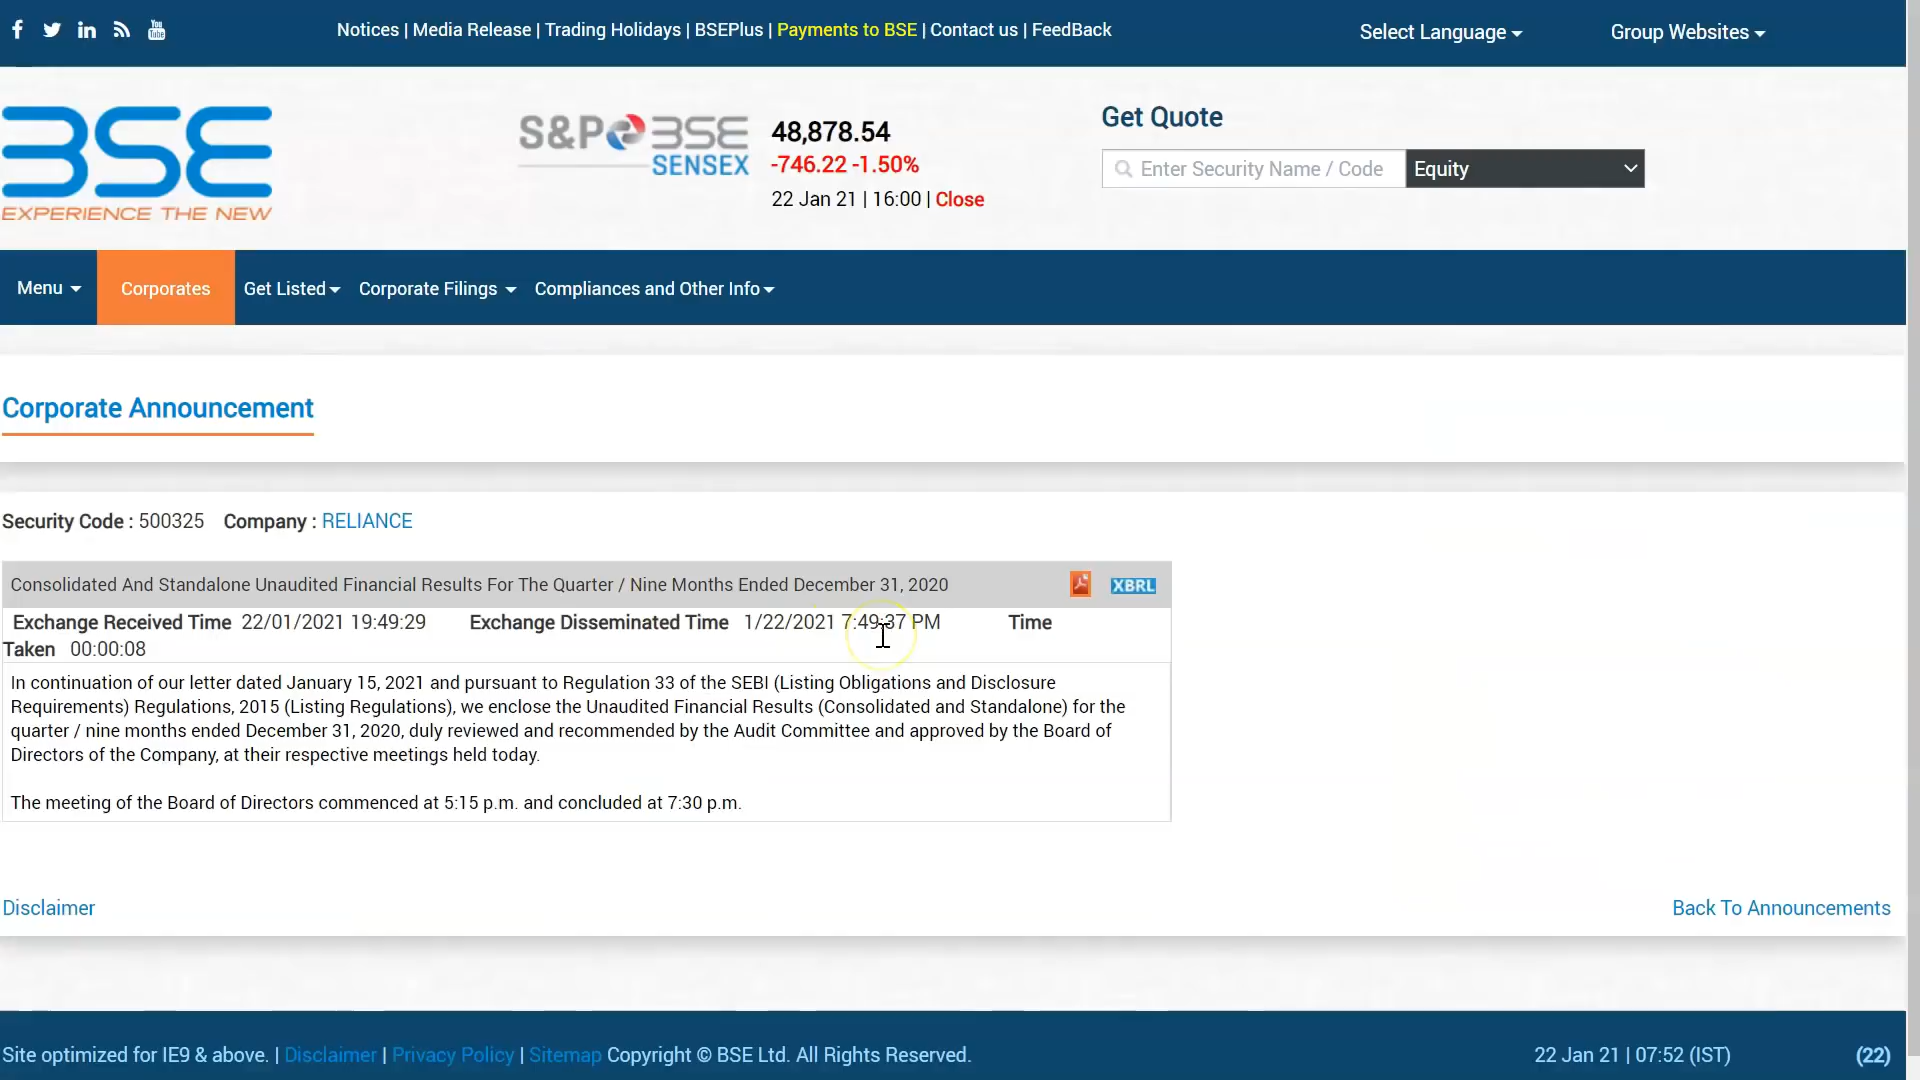 You Tube
Notices | Media Release | Trading Holidays | BSEPlus | Payments to BSE | Contact us | FeedBack
Select Language
Group Websites
BSE
EXPERIENCE THE NEW
S&P BSE
SENSEX
48,878.54
-746.22 -1.50%
22 Jan 21 | 16:00 | Close
Get Quote
Enter Security Name / Code
Equity
Menu
Corporates
Get Listed
Corporate Filings
Compliances and Other Info
Corporate Announcement
Security Code : 500325 Company : RELIANCE
Consolidated And Standalone Unaudited Financial Results For The Quarter / Nine Months Ended December 31, 2020
XBRL
Exchange Received Time 22/01/2021 19:49:29 Exchange Disseminated Time 1/22/2021 7:49:37 PM Time
Taken 00:00:08
In continuation of our letter dated January 15, 2021 and pursuant to Regulation 33 of the SEBI (Listing Obligations and Disclosure
Requirements) Regulations, 2015 (Listing Regulations), we enclose the Unaudited Financial Results (Consolidated and Standalone) for the
quarter / nine months ended December 31, 2020, duly reviewed and recommended by the Audit Committee and approved by the Board of
Directors of the Company, at their respective meetings held today.
The meeting of the Board of Directors commenced at 5:15 p.m. and concluded at 7:30 p.m.
Disclaimer
Back To Announcements
Site optimized for IE9 & above. | Disclaimer | Privacy Policy | Sitemap Copyright © BSE Ltd. All Rights Reserved.
22 Jan 21 | 07:52 (IST)
(22)